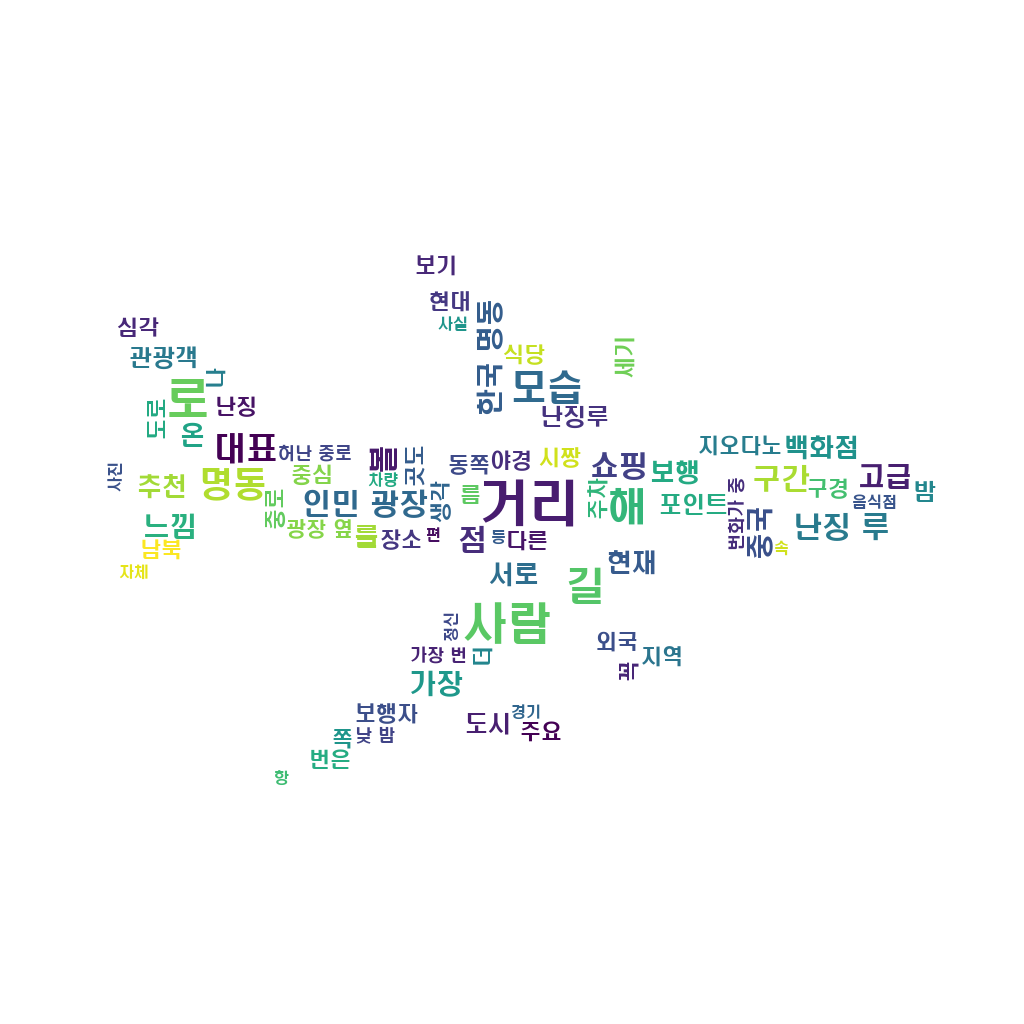 보기
현대
사실
한국 명동
식당
모습
난징루
세기
심각
관광객
나
로
난징
도로
온
대표
허난 중로
사진
추천
명동
중심
중로
느낌
남북
자체
몰
차량
곳도
인민 광장
생각
광장 옆
를
장소
편
동쪽
야경
시짱
름
거리
점
등
다른
쇼핑
보행
주차
해
포인트
지오다노
백화점
구간
구경
고급
음식점
밤
번화가 중
중국
속
난징 루
서로
현재
길
사람
정신
가장 번
더
가장
외국
지역
꼭
보행자
쪽
낮 밤
번은
항
도시
경기
주요